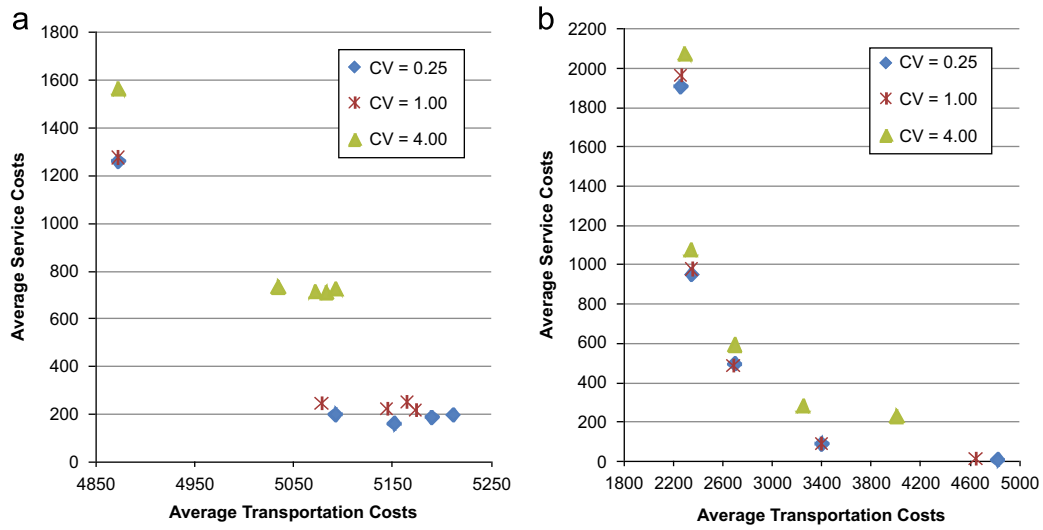 a
1800
1600
1400
1200
1000
800
600
400
200
0
4850 4950 5050 5150 5250
Average Service Costs
Average Transportation Costs
CV = 0.25
CV = 1.00
CV = 4.00
b
2200
2000
1800
1600
1400
1200
1000
800
600
400
200
0
1800 2200 2600 3000 3400 3800 4200 4600 5000
Average Service Costs
Average Transportation Costs
CV = 0.25
CV = 1.00
CV = 4.00